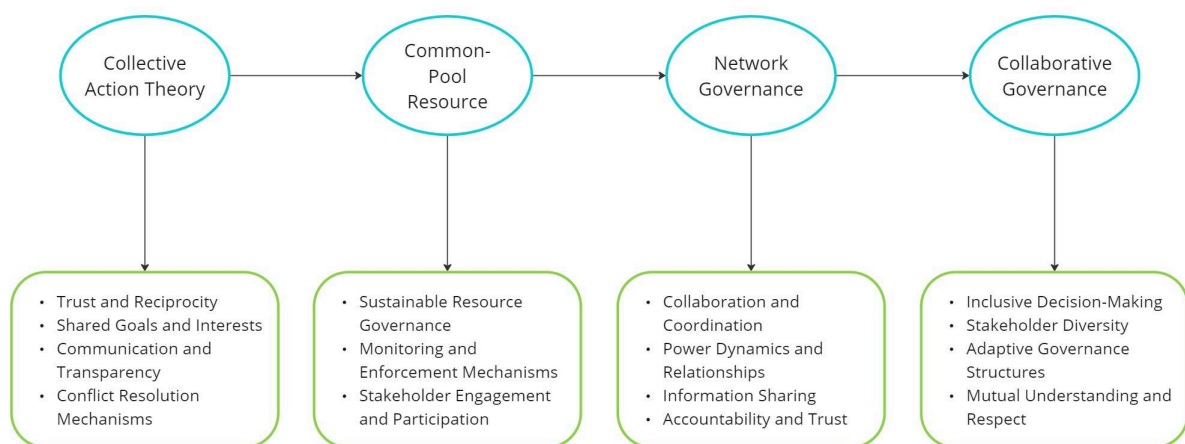 Collective
Action Theory
Common-
Pool
Resource
Network
Governance
Collaborative
Governance
• Trust and Reciprocity
• Shared Goals and Interests
• Communication and
Transparency
• Conflict Resolution
Mechanisms
• Sustainable Resource
Governance
• Monitoring and
Enforcement Mechanisms
• Stakeholder Engagement
and Participation
• Collaboration and
Coordination
• Power Dynamics and
Relationships
• Information Sharing
• Accountability and Trust
• Inclusive Decision-Making
• Stakeholder Diversity
• Adaptive Governance
Structures
• Mutual Understanding and
Respect